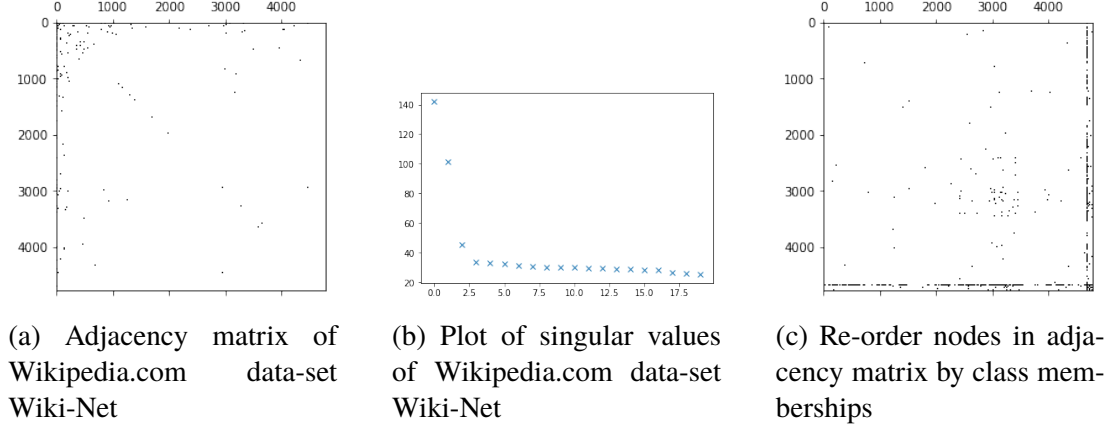 0 1000 2000 3000 4000
0
1000
2000
3000
4000
140
120
100
80
60
40
20
0.0 2.5 5.0 7.5 10.0 12.5 15.0 17.5
0 1000 2000 3000 4000
0
1000
2000
3000
4000
(a) Adjacency matrix of
Wikipedia.com data-set
Wiki-Net
(b) Plot of singular values
of Wikipedia.com data-set
Wiki-Net
(c) Re-order nodes in adja-
cency matrix by class mem-
berships